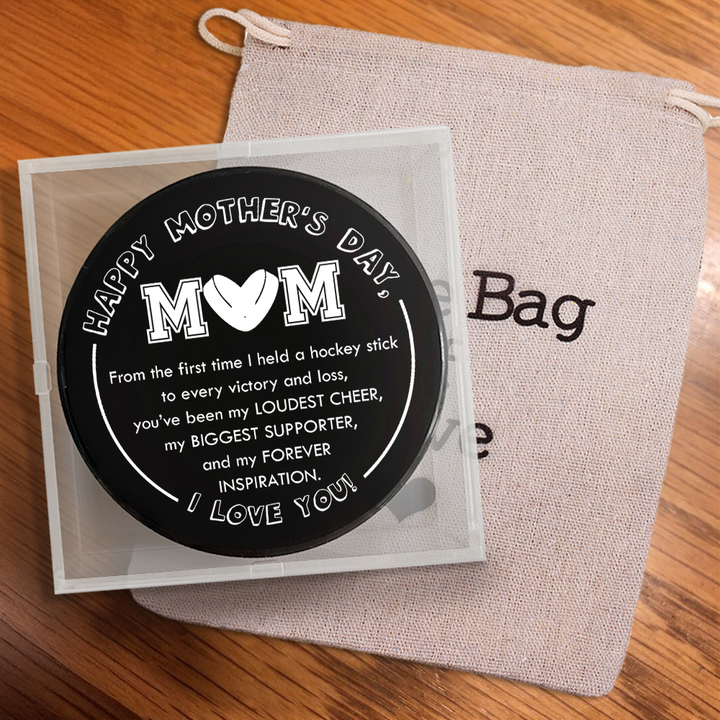 HAPPY MOTHER'S DAY,
M M
From the first time I held a hockey stick
to every victory and loss,
you've been my LOUDEST CHEER,
my BIGGEST SUPPORTER,
and my FOREVER
INSPIRATION.
I LOVE YOU!
Bag